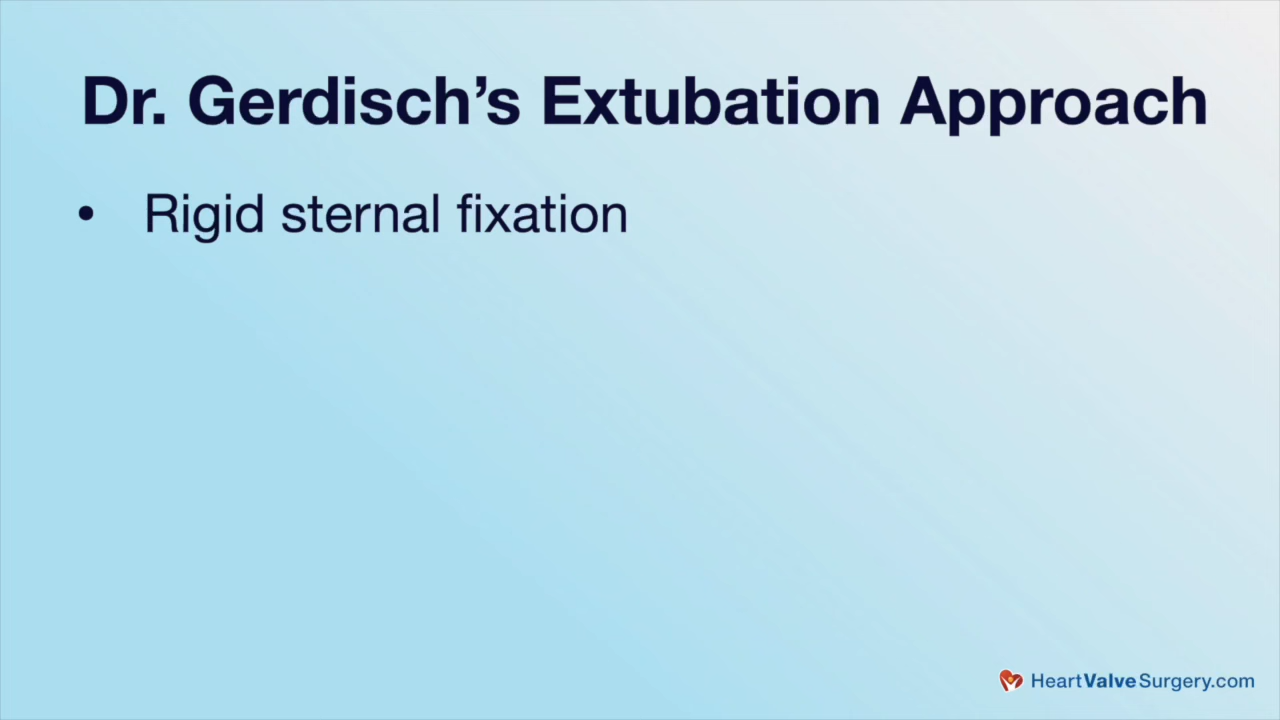 Dr. Gerdisch’s Extubation Approach
• Rigid sternal fixation
HeartValveSurgery.com